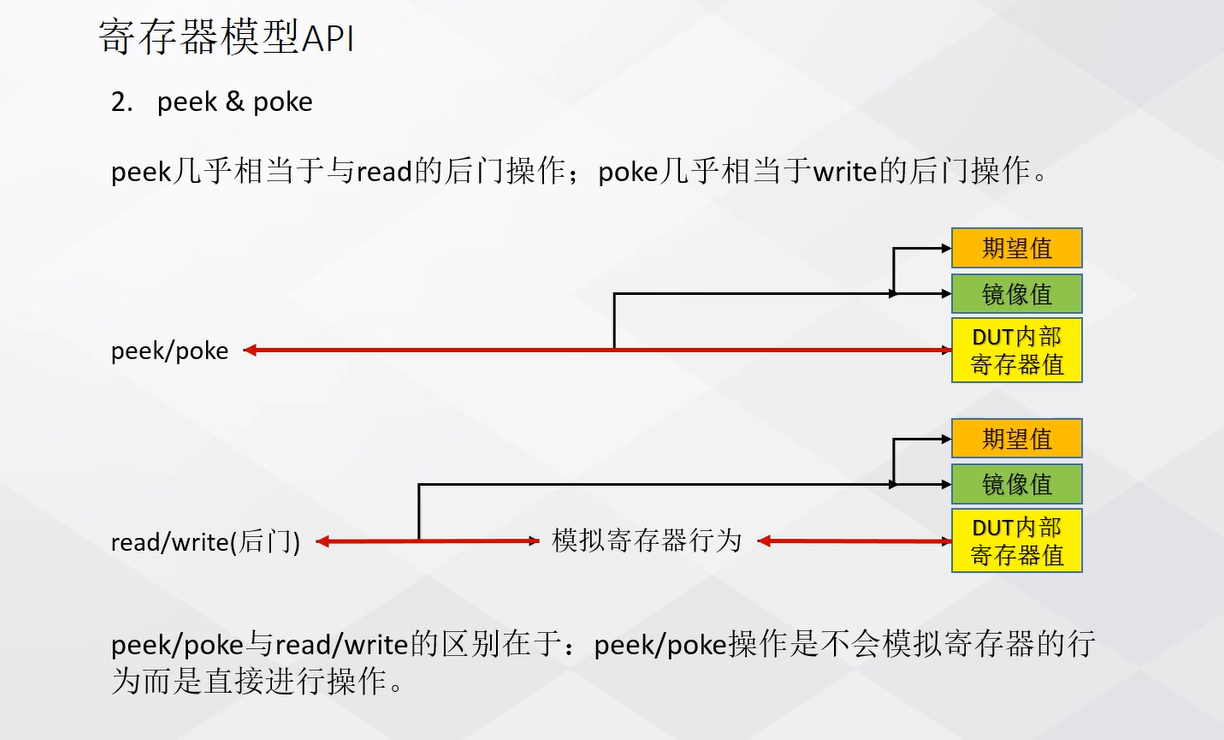 寄存器模型API
2. peek & poke
peek几乎相当于与read的后门操作；poke几乎相当于write的后门操作。
期望值
镜像值
peek/poke
DUT内部
寄存器值
期望值
镜像值
read/write(后门)
模拟寄存器行为
DUT内部
寄存器值
peek/poke与read/write的区别在于：peek/poke操作是不会模拟寄存器的行
为而是直接进行操作。